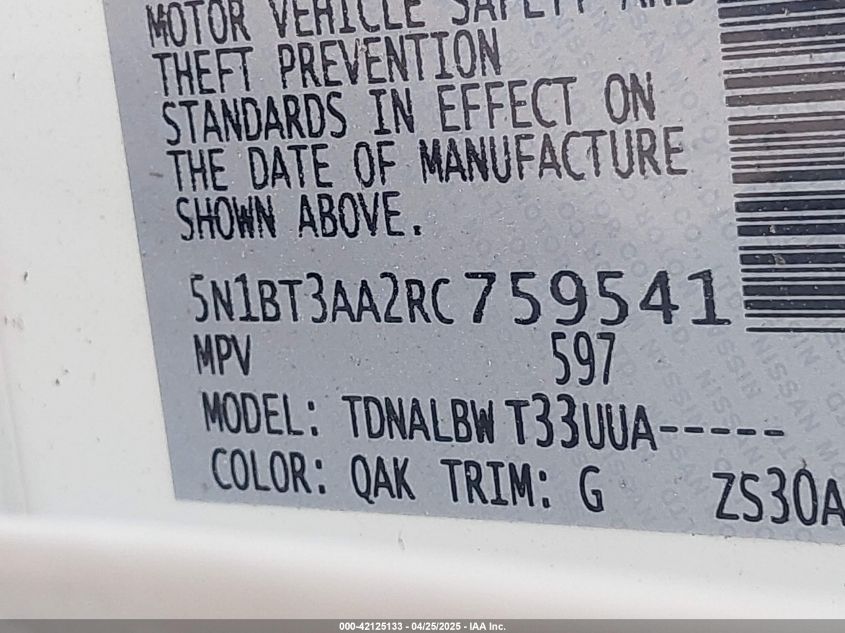 MOTOR VEHICLE SAFETY AND
THEFT PREVENTION
STANDARDS IN EFFECT ON
THE DATE OF MANUFACTURE
SHOWN ABOVE.
5N1BT3AA2RC759541
MPV 597
MODEL: TDNALBW T33UUA-----
COLOR: QAK TRIM: G ZS30A
000-42125133 - 04/25/2025 - IAA Inc.